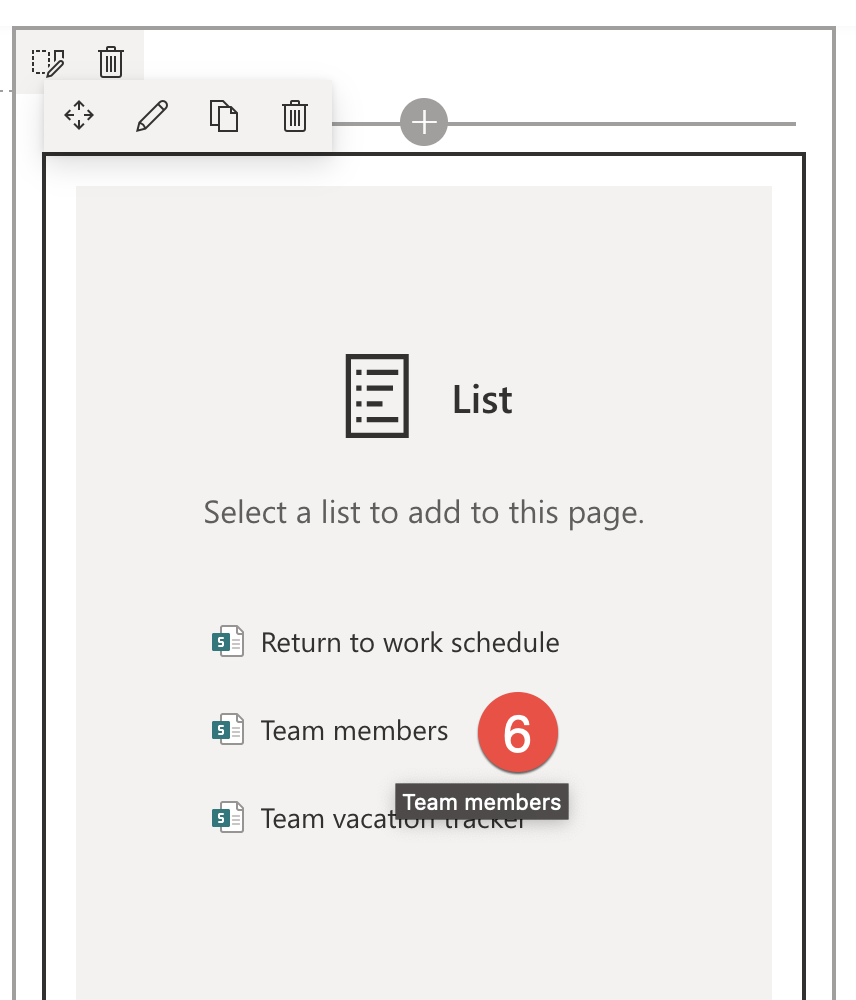 List
Select a list to add to this page.
S Return to work schedule
S Team members
6
Team members
S Team vacation tracker